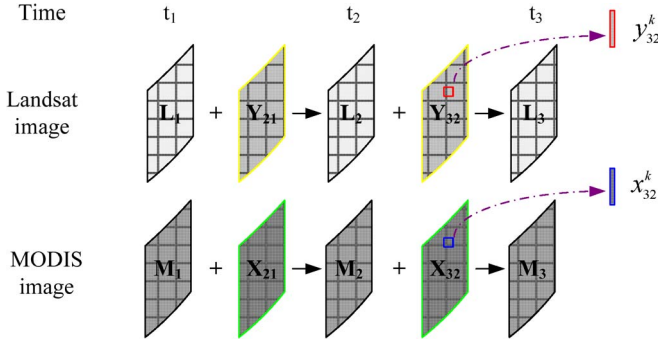 Time t₁ t₂ t₃ y₃₂ᵏ
Landsat image L₁ + Y₂₁ L₂ + Y₃₂ L₃
x₃₂ᵏ
MODIS image M₁ + X₂₁ M₂ + X₃₂ M₃